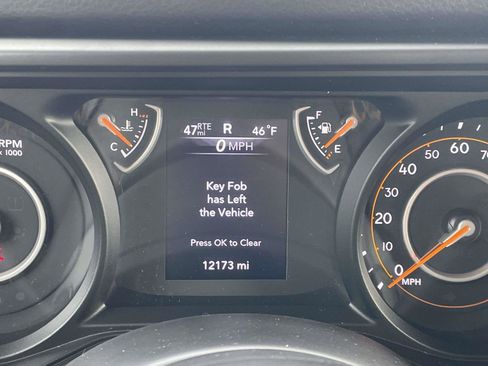 H
C
47 RTE mi R 46°F
0 MPH
F
E
RPM
x 1000
Key Fob
has Left
the Vehicle
Press OK to Clear
12173 mi
0
10
20
30
40
50
60
70
MPH